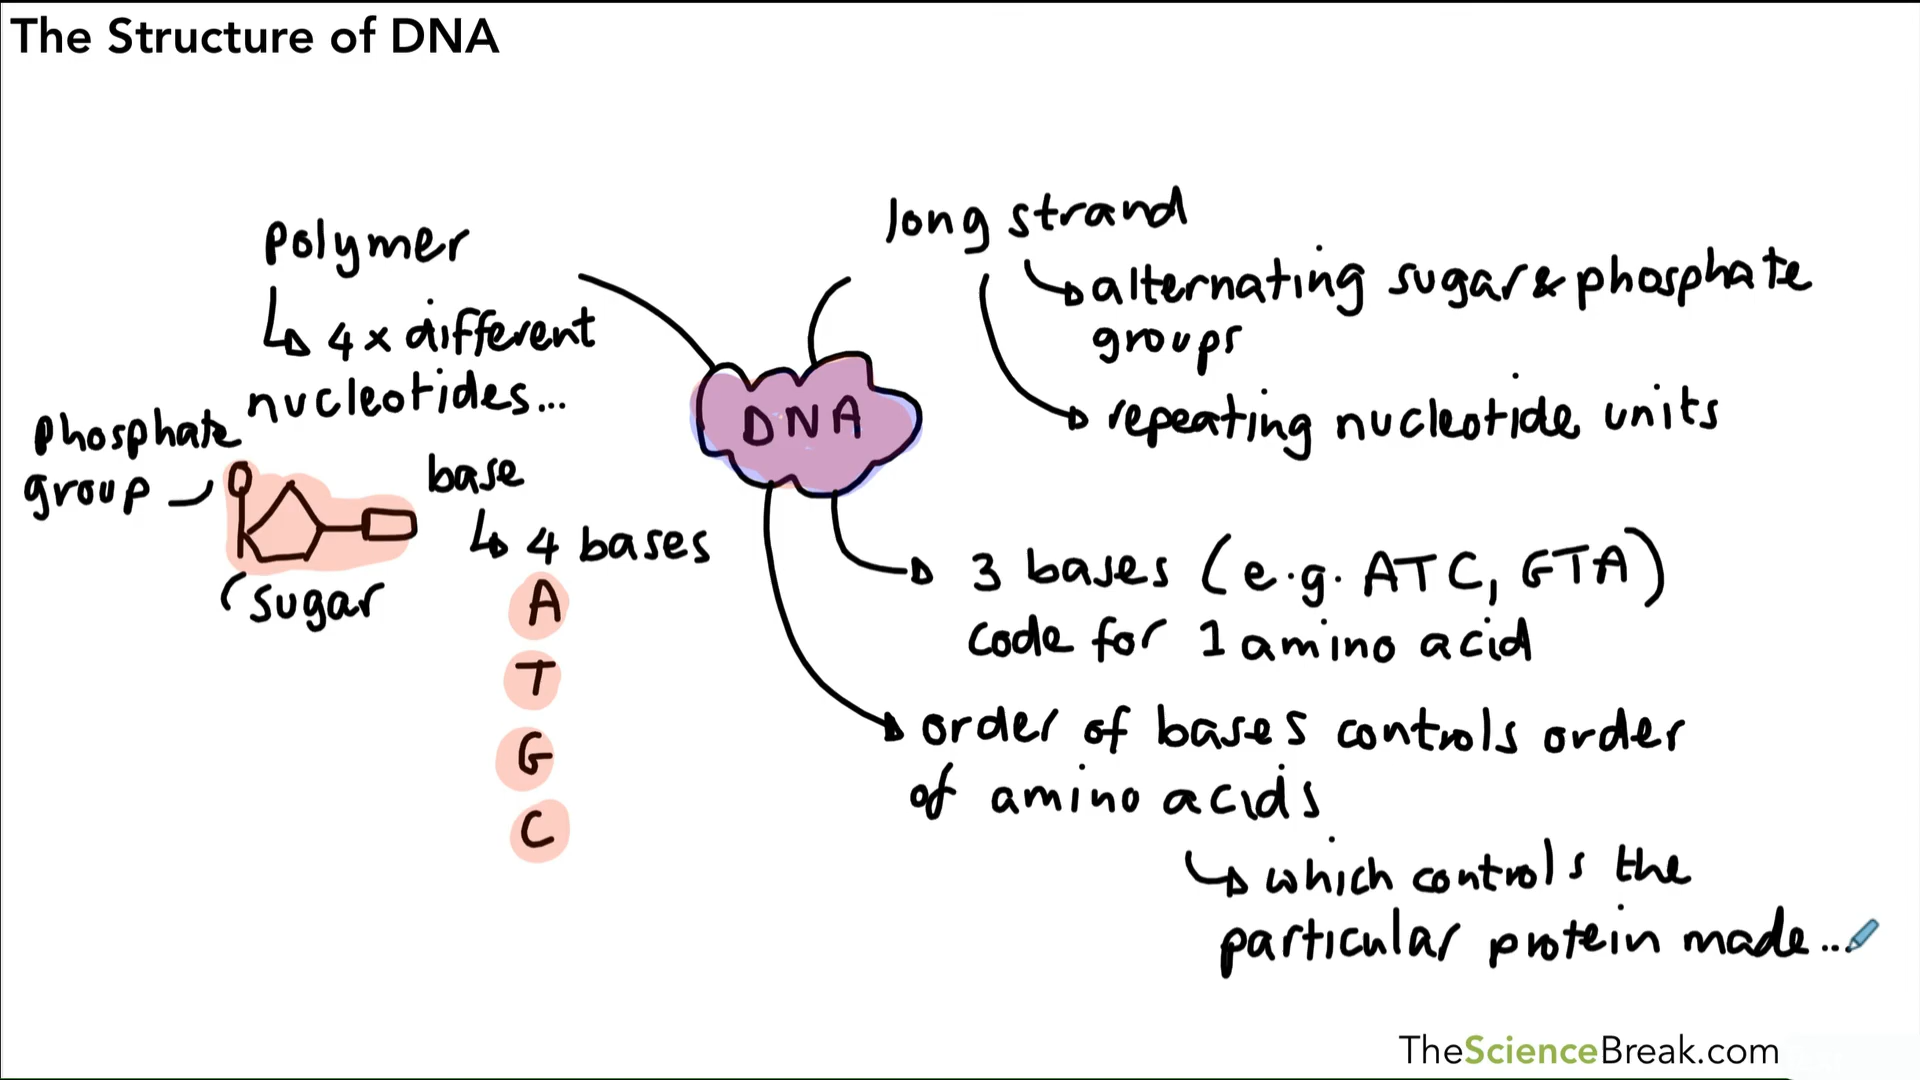 The Structure of DNA
polymer
↳ 4 x different
nucleotides...
phosphate
group
sugar
base
↳ 4 bases
A
T
G
C
DNA
long strand
alternating sugar & phosphate
groups
repeating nucleotide units
3 bases (e.g. ATC, GTA)
code for 1 amino acid
order of bases controls order
of amino acids
↳ which controls the
particular protein made...
TheScienceBreak.com